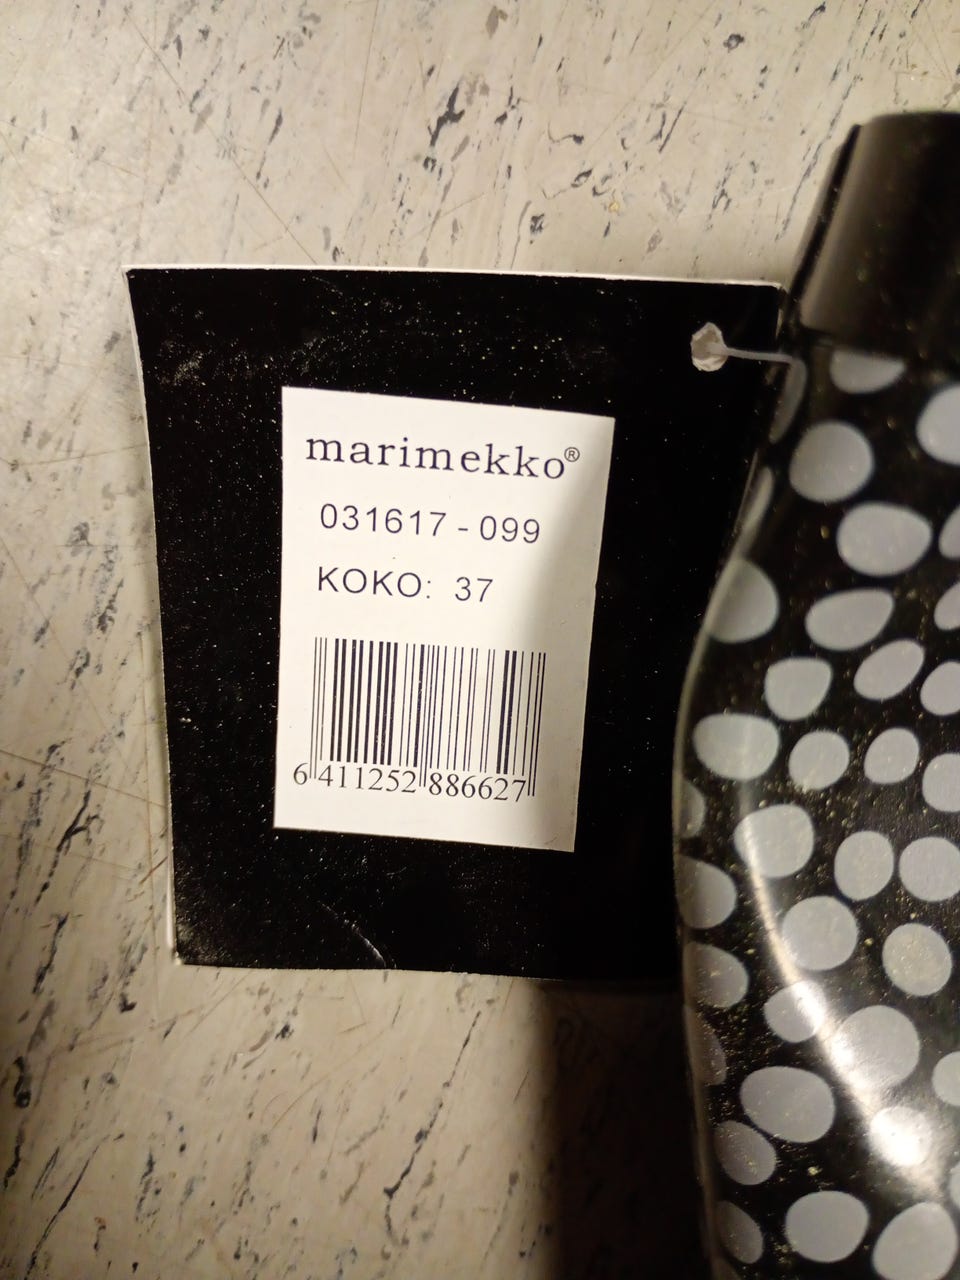 marimekko®
031617 - 099
KOKO: 37
6 411252 886627